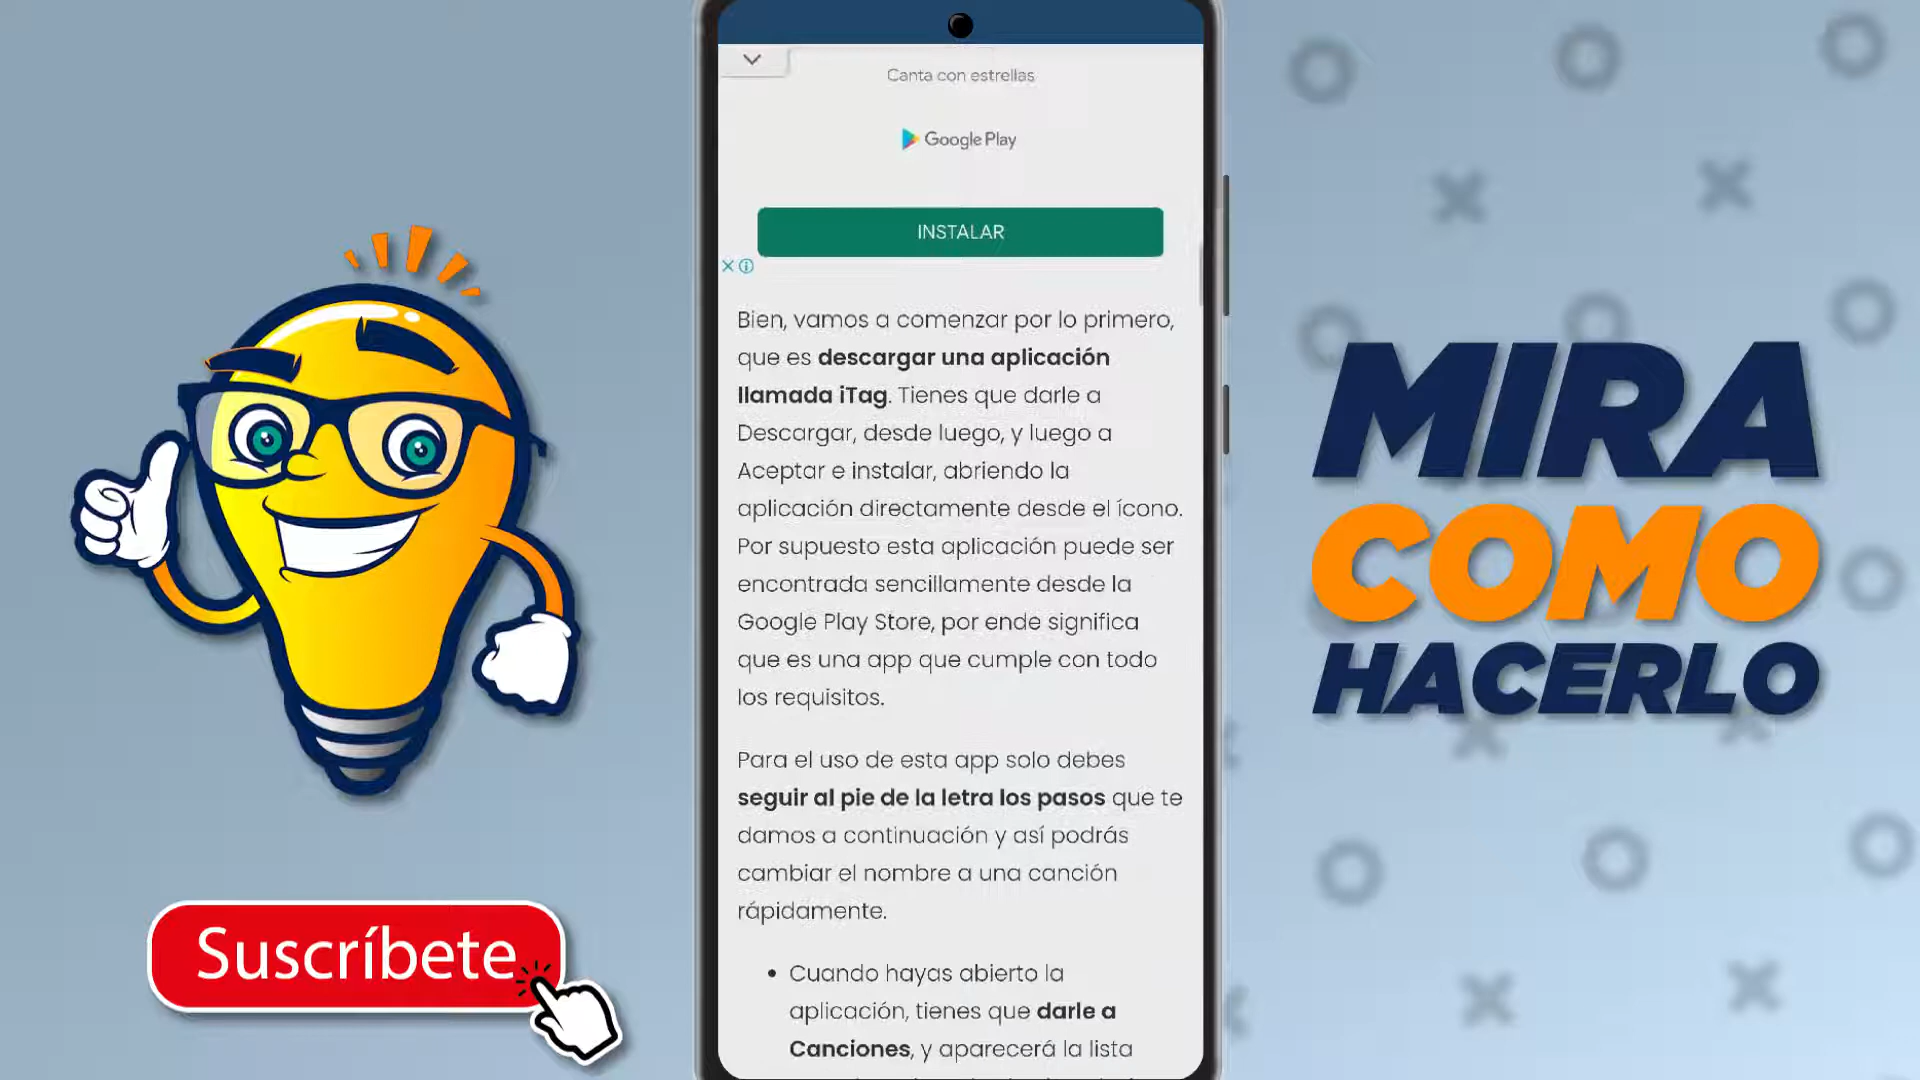 Canta con estrellas
Google Play
INSTALAR
Bien, vamos a comenzar por lo primero,
que es descargar una aplicación
llamada iTag. Tienes que darle a
Descargar, desde luego, y luego a
Aceptar e instalar, abriendo la
aplicación directamente desde el ícono.
Por supuesto esta aplicación puede ser
encontrada sencillamente desde la
Google Play Store, por ende significa
que es una app que cumple con todo
los requisitos.
Para el uso de esta app solo debes
seguir al pie de la letra los pasos que te
damos a continuación y así podrás
cambiar el nombre a una canción
rápidamente.
• Cuando hayas abierto la
aplicación, tienes que darle a
Canciones, y aparecerá la lista
MIRA
COMO
HACERLO
Suscríbete